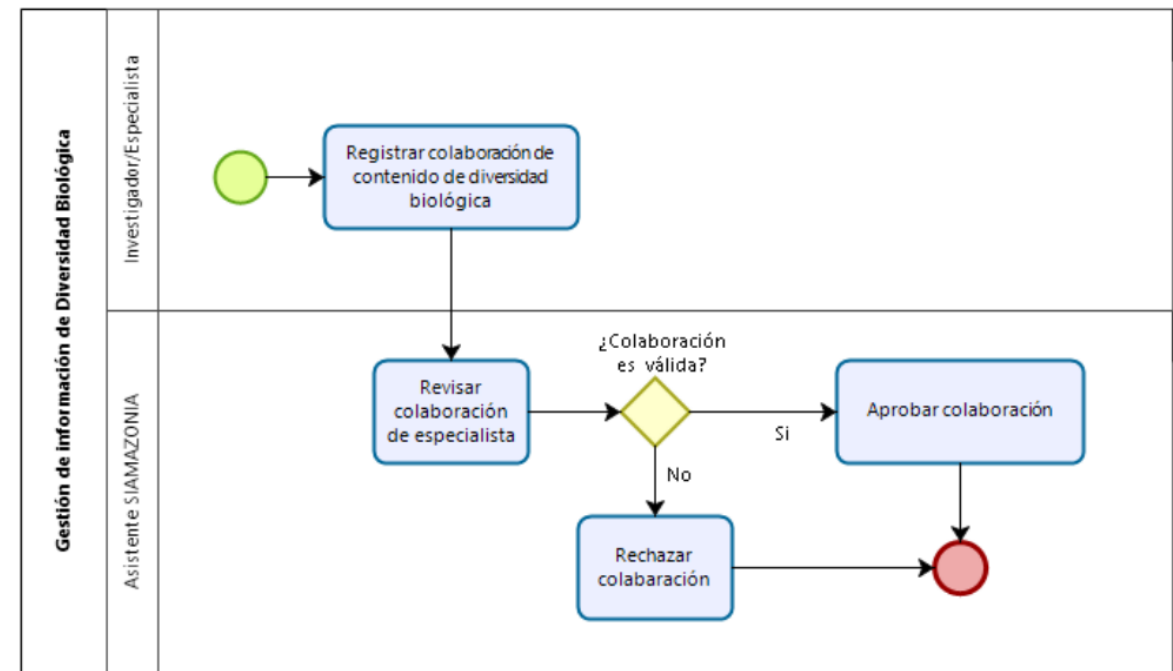 Gestión de información de Diversidad Biológica
Investigador/Especialista
Registrar colaboración de
contenido de diversidad
biológica
Asistente SIAMAZONIA
Revisar
colaboración
de especialista
¿Colaboración
es válida?
Si
Aprobar colaboración
No
Rechazar
colabaración